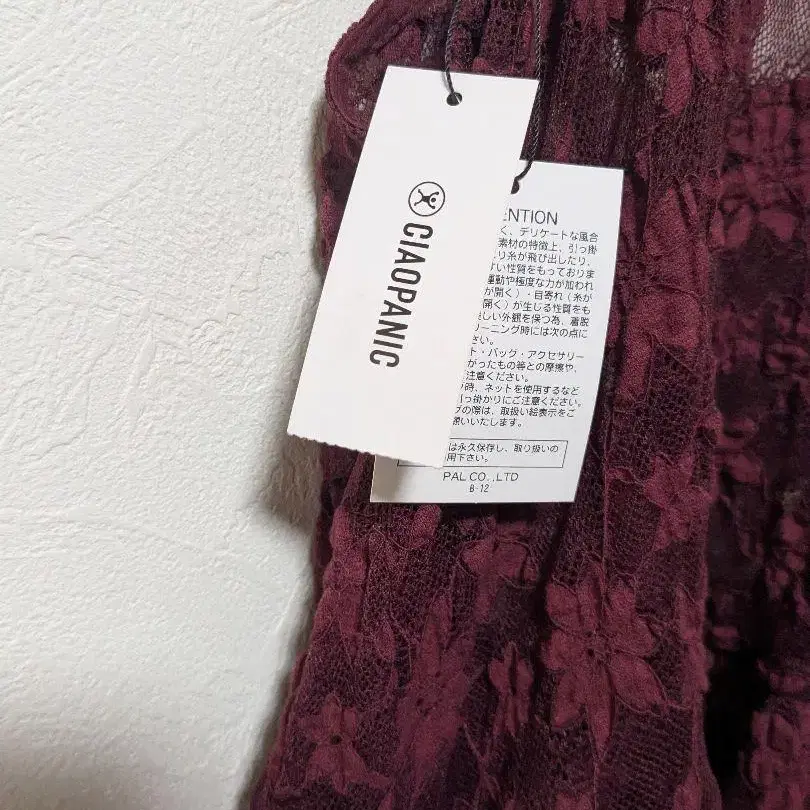 CIAOPANIC
ENTION
く、デリケートな風合
素材の特徴上、引っ掛
り糸が飛び出したり、
すい性質をもっておりま
運動や極度な力が加われ
が開く）・目寄れ（糸が
開く）が生じる性質をも
しい外観を保つ為、着脱
リーニング時には次の点に
さい。
ト・バッグ・アクセサリー
がったもの等との摩擦や、
注意ください。
時、ネットを使用するなど
引っ掛かりにご注意ください。
の際は、取扱い絵表示をご
願いいたします。
は永久保存し、取り扱いの
用下さい。
PAL CO.,LTD
B-12